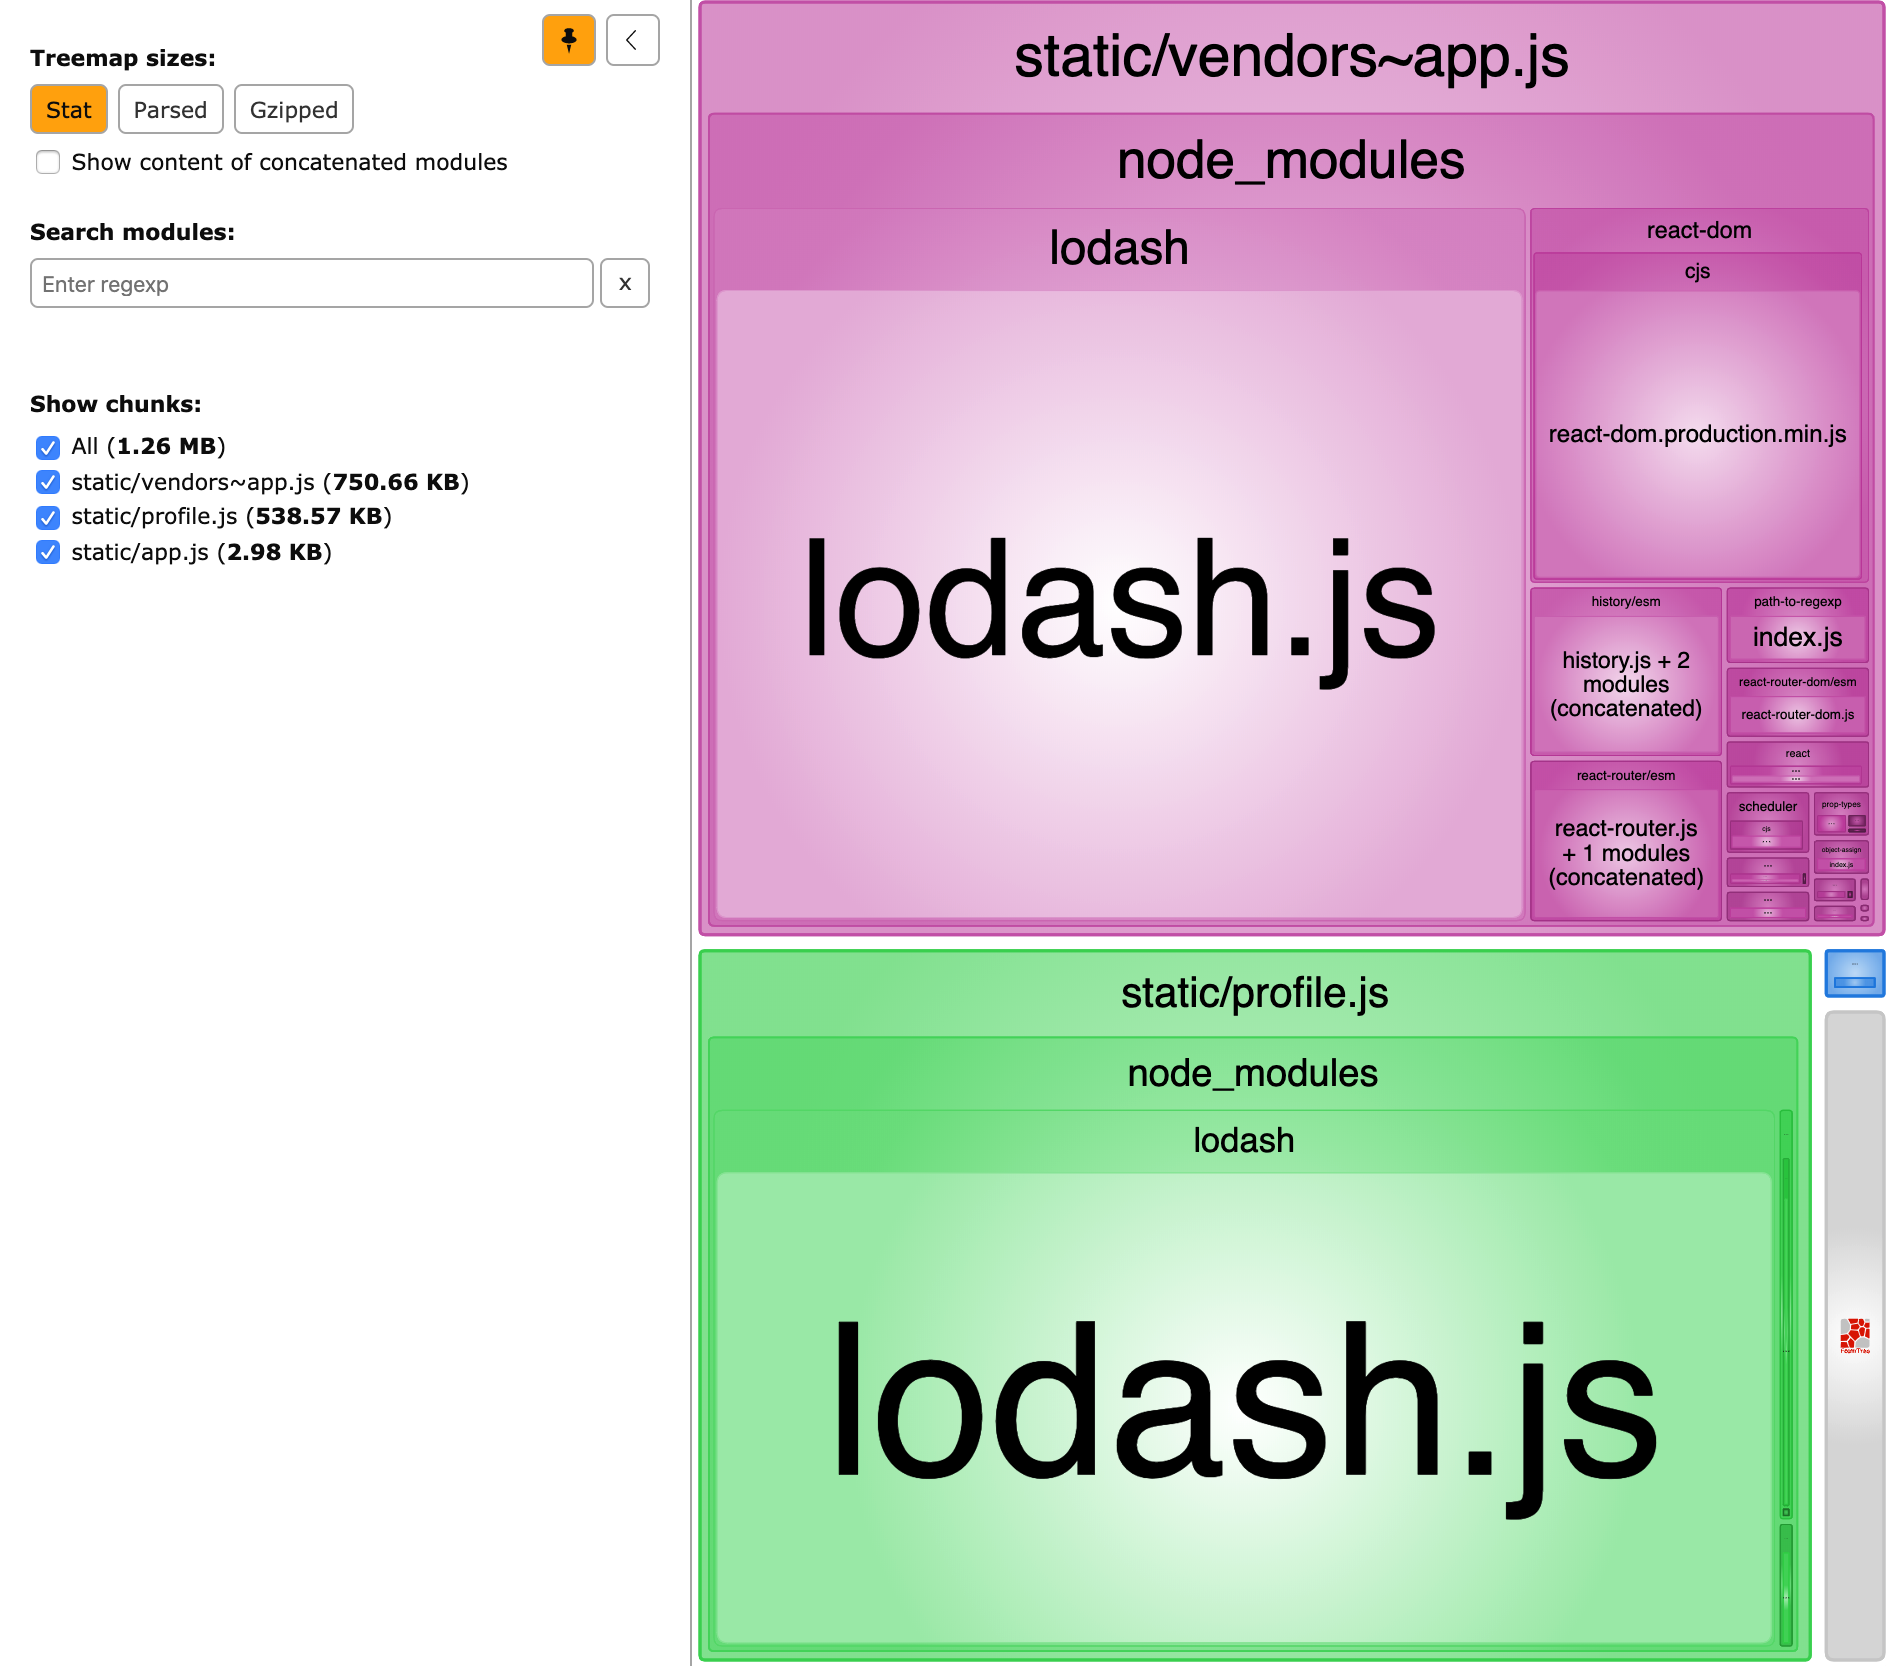 Treemap sizes:
Stat
Parsed
Gzipped
Show content of concatenated modules
Search modules:
Enter regexp
x
Show chunks:
All (1.26 MB)
static/vendors~app.js (750.66 KB)
static/profile.js (538.57 KB)
static/app.js (2.98 KB)
static/vendors~app.js
node_modules
lodash
lodash.js
react-dom
cjs
react-dom.production.min.js
history/esm
history.js + 2
modules
(concatenated)
path-to-regexp
index.js
react-router-dom/esm
react-router-dom.js
react
...
...
react-router/esm
react-router.js
+ 1 modules
(concatenated)
scheduler
cjs
...
prop-types
...
object-assign
index.js
...
...
...
static/profile.js
node_modules
lodash
lodash.js
...
...
...
FoamTree